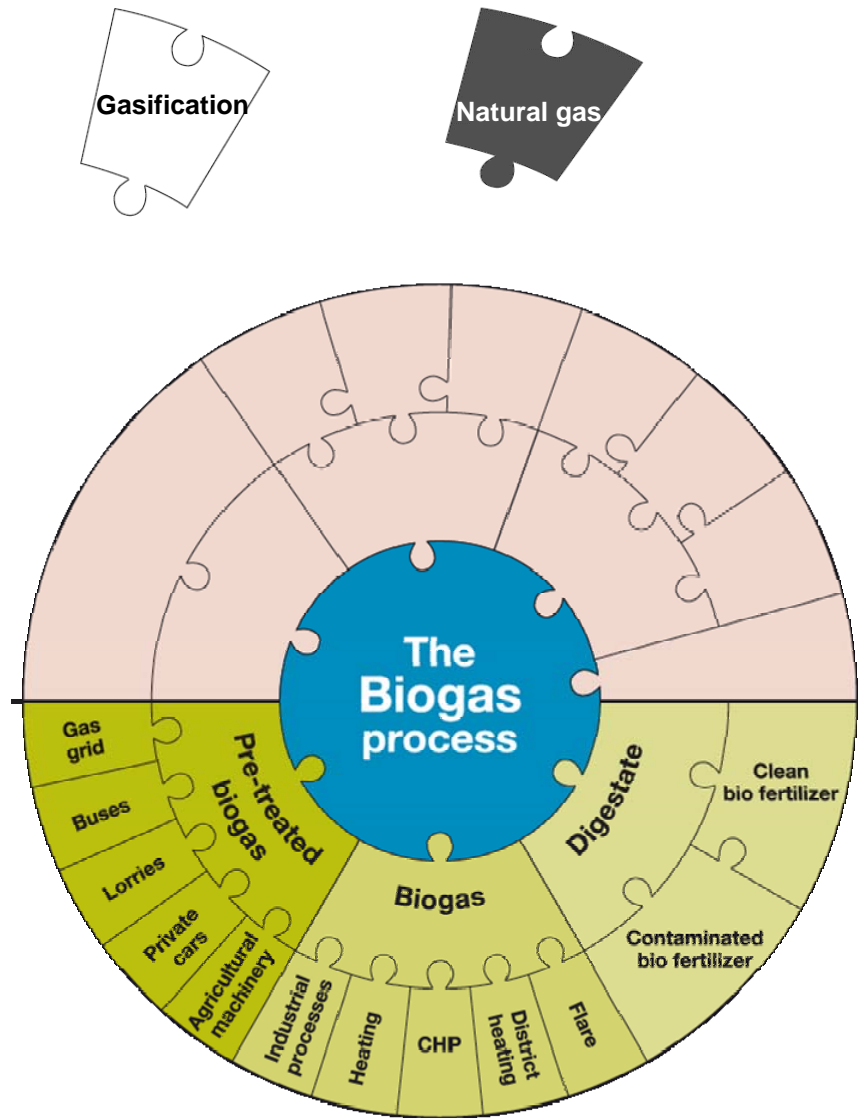 Gasification
Natural gas
The
Biogas
process
Gas
grid
Buses
Lorries
Private
cars
Agricultural
machinery
Pre-treated
biogas
Industrial
processes
Heating
CHP
District
heating
Flare
Biogas
Digestate
Clean
bio fertilizer
Contaminated
bio fertilizer